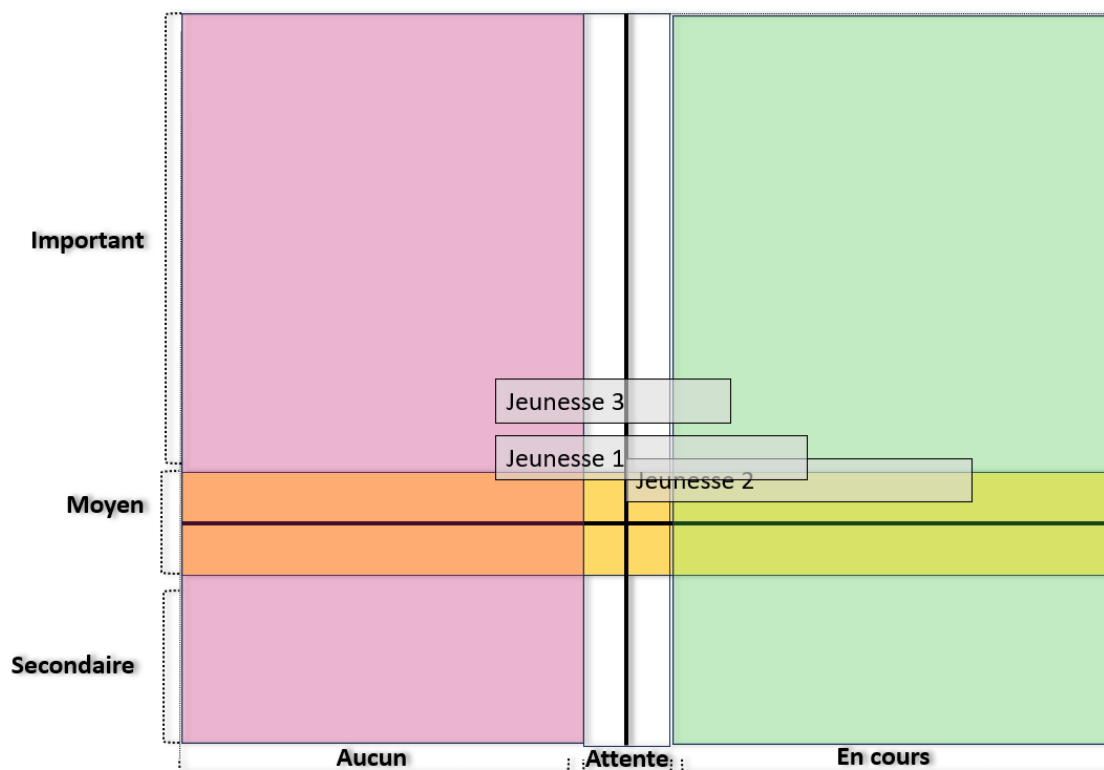 Important
Jeunesse 3
Jeunesse 1
Jeunesse 2
Moyen
Secondaire
Aucun
Attente
En cours